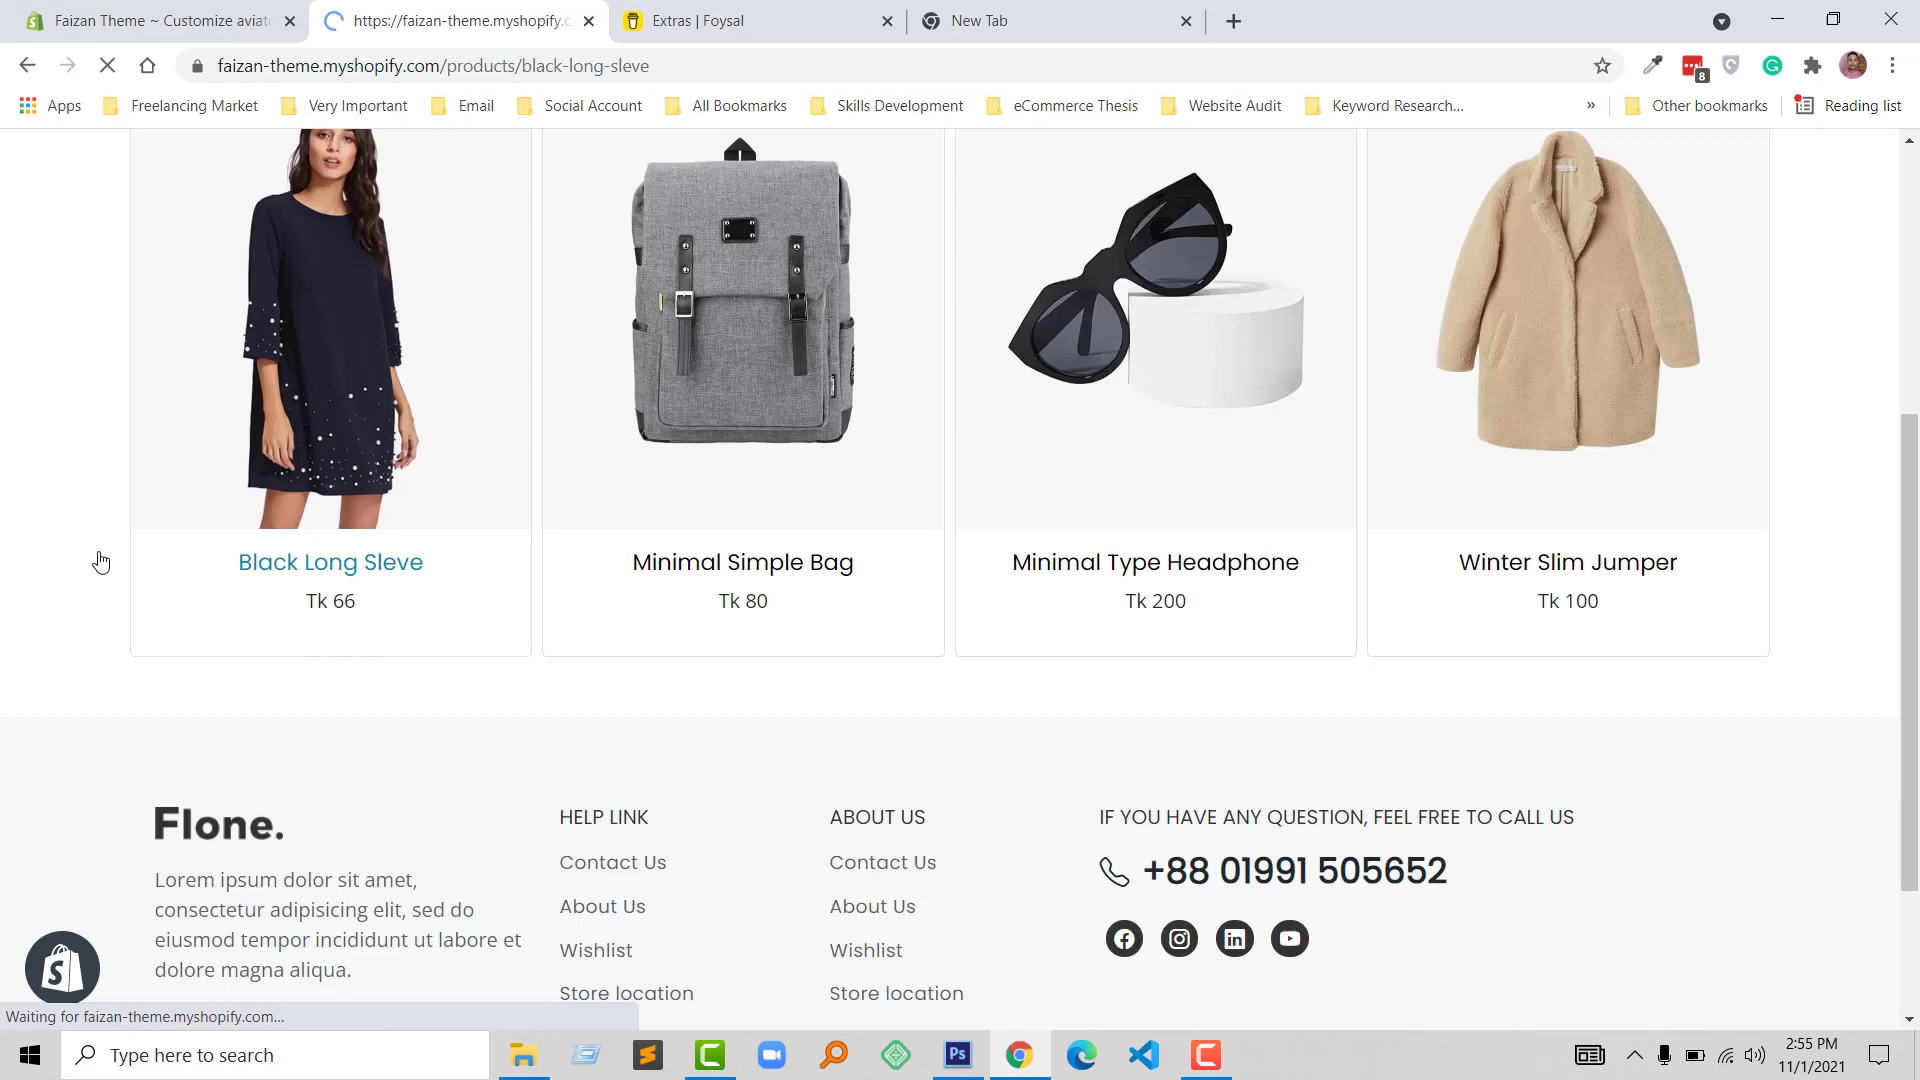 Faizan Theme ~ Customize aviat
https://faizan-theme.myshopify.c
Extras | Foysal
New Tab
faizan-theme.myshopify.com/products/black-long-sleve
8
Apps
Freelancing Market
Very Important
Email
Social Account
All Bookmarks
Skills Development
eCommerce Thesis
Website Audit
Keyword Research...
»
Other bookmarks
Reading list
Black Long Sleve
Minimal Simple Bag
Minimal Type Headphone
Winter Slim Jumper
Tk 66
Tk 80
Tk 200
Tk 100
Flone.
Lorem ipsum dolor sit amet,
consectetur adipisicing elit, sed do
eiusmod tempor incididunt ut labore et
dolore magna aliqua.
HELP LINK
Contact Us
About Us
Wishlist
Store location
ABOUT US
Contact Us
About Us
Wishlist
Store location
IF YOU HAVE ANY QUESTION, FEEL FREE TO CALL US
+88 01991 505652
Waiting for faizan-theme.myshopify.com...
Type here to search
Ps
2:55 PM
11/1/2021